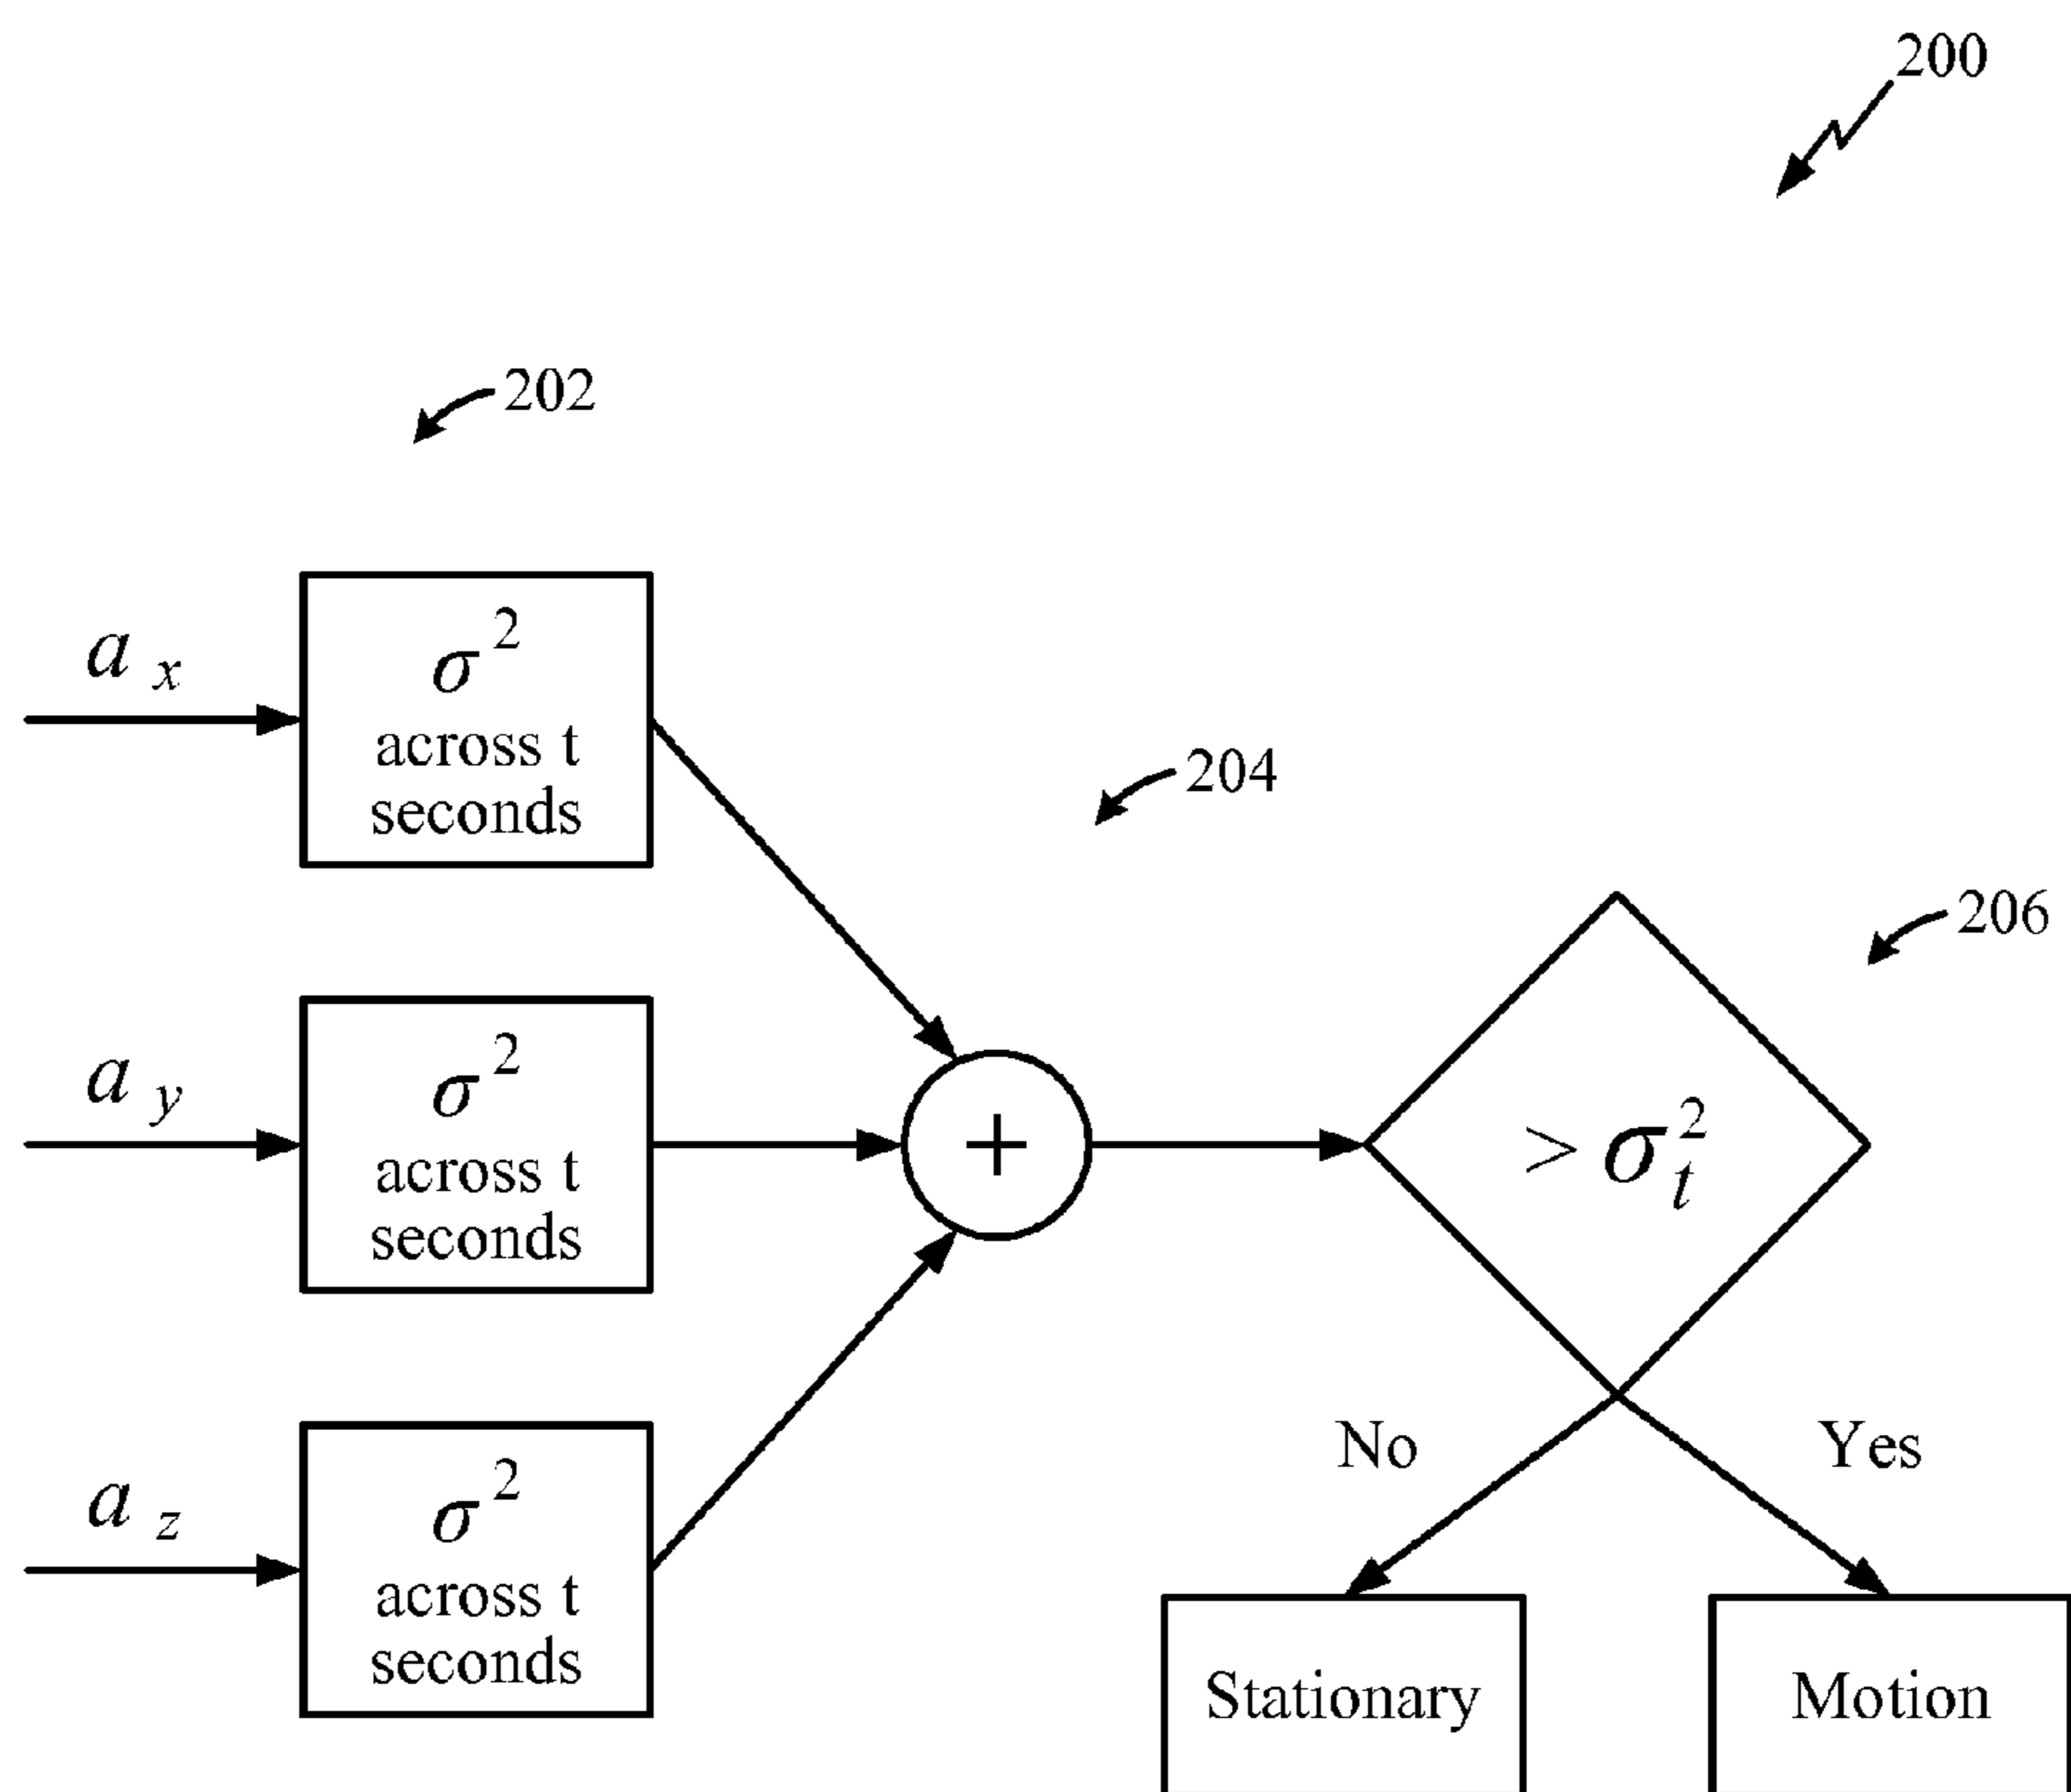 200
202
a x
σ 2
across t
seconds
204
206
a y
σ 2
across t
seconds
+
> σ 2 t
No
Yes
a z
σ 2
across t
seconds
Stationary
Motion